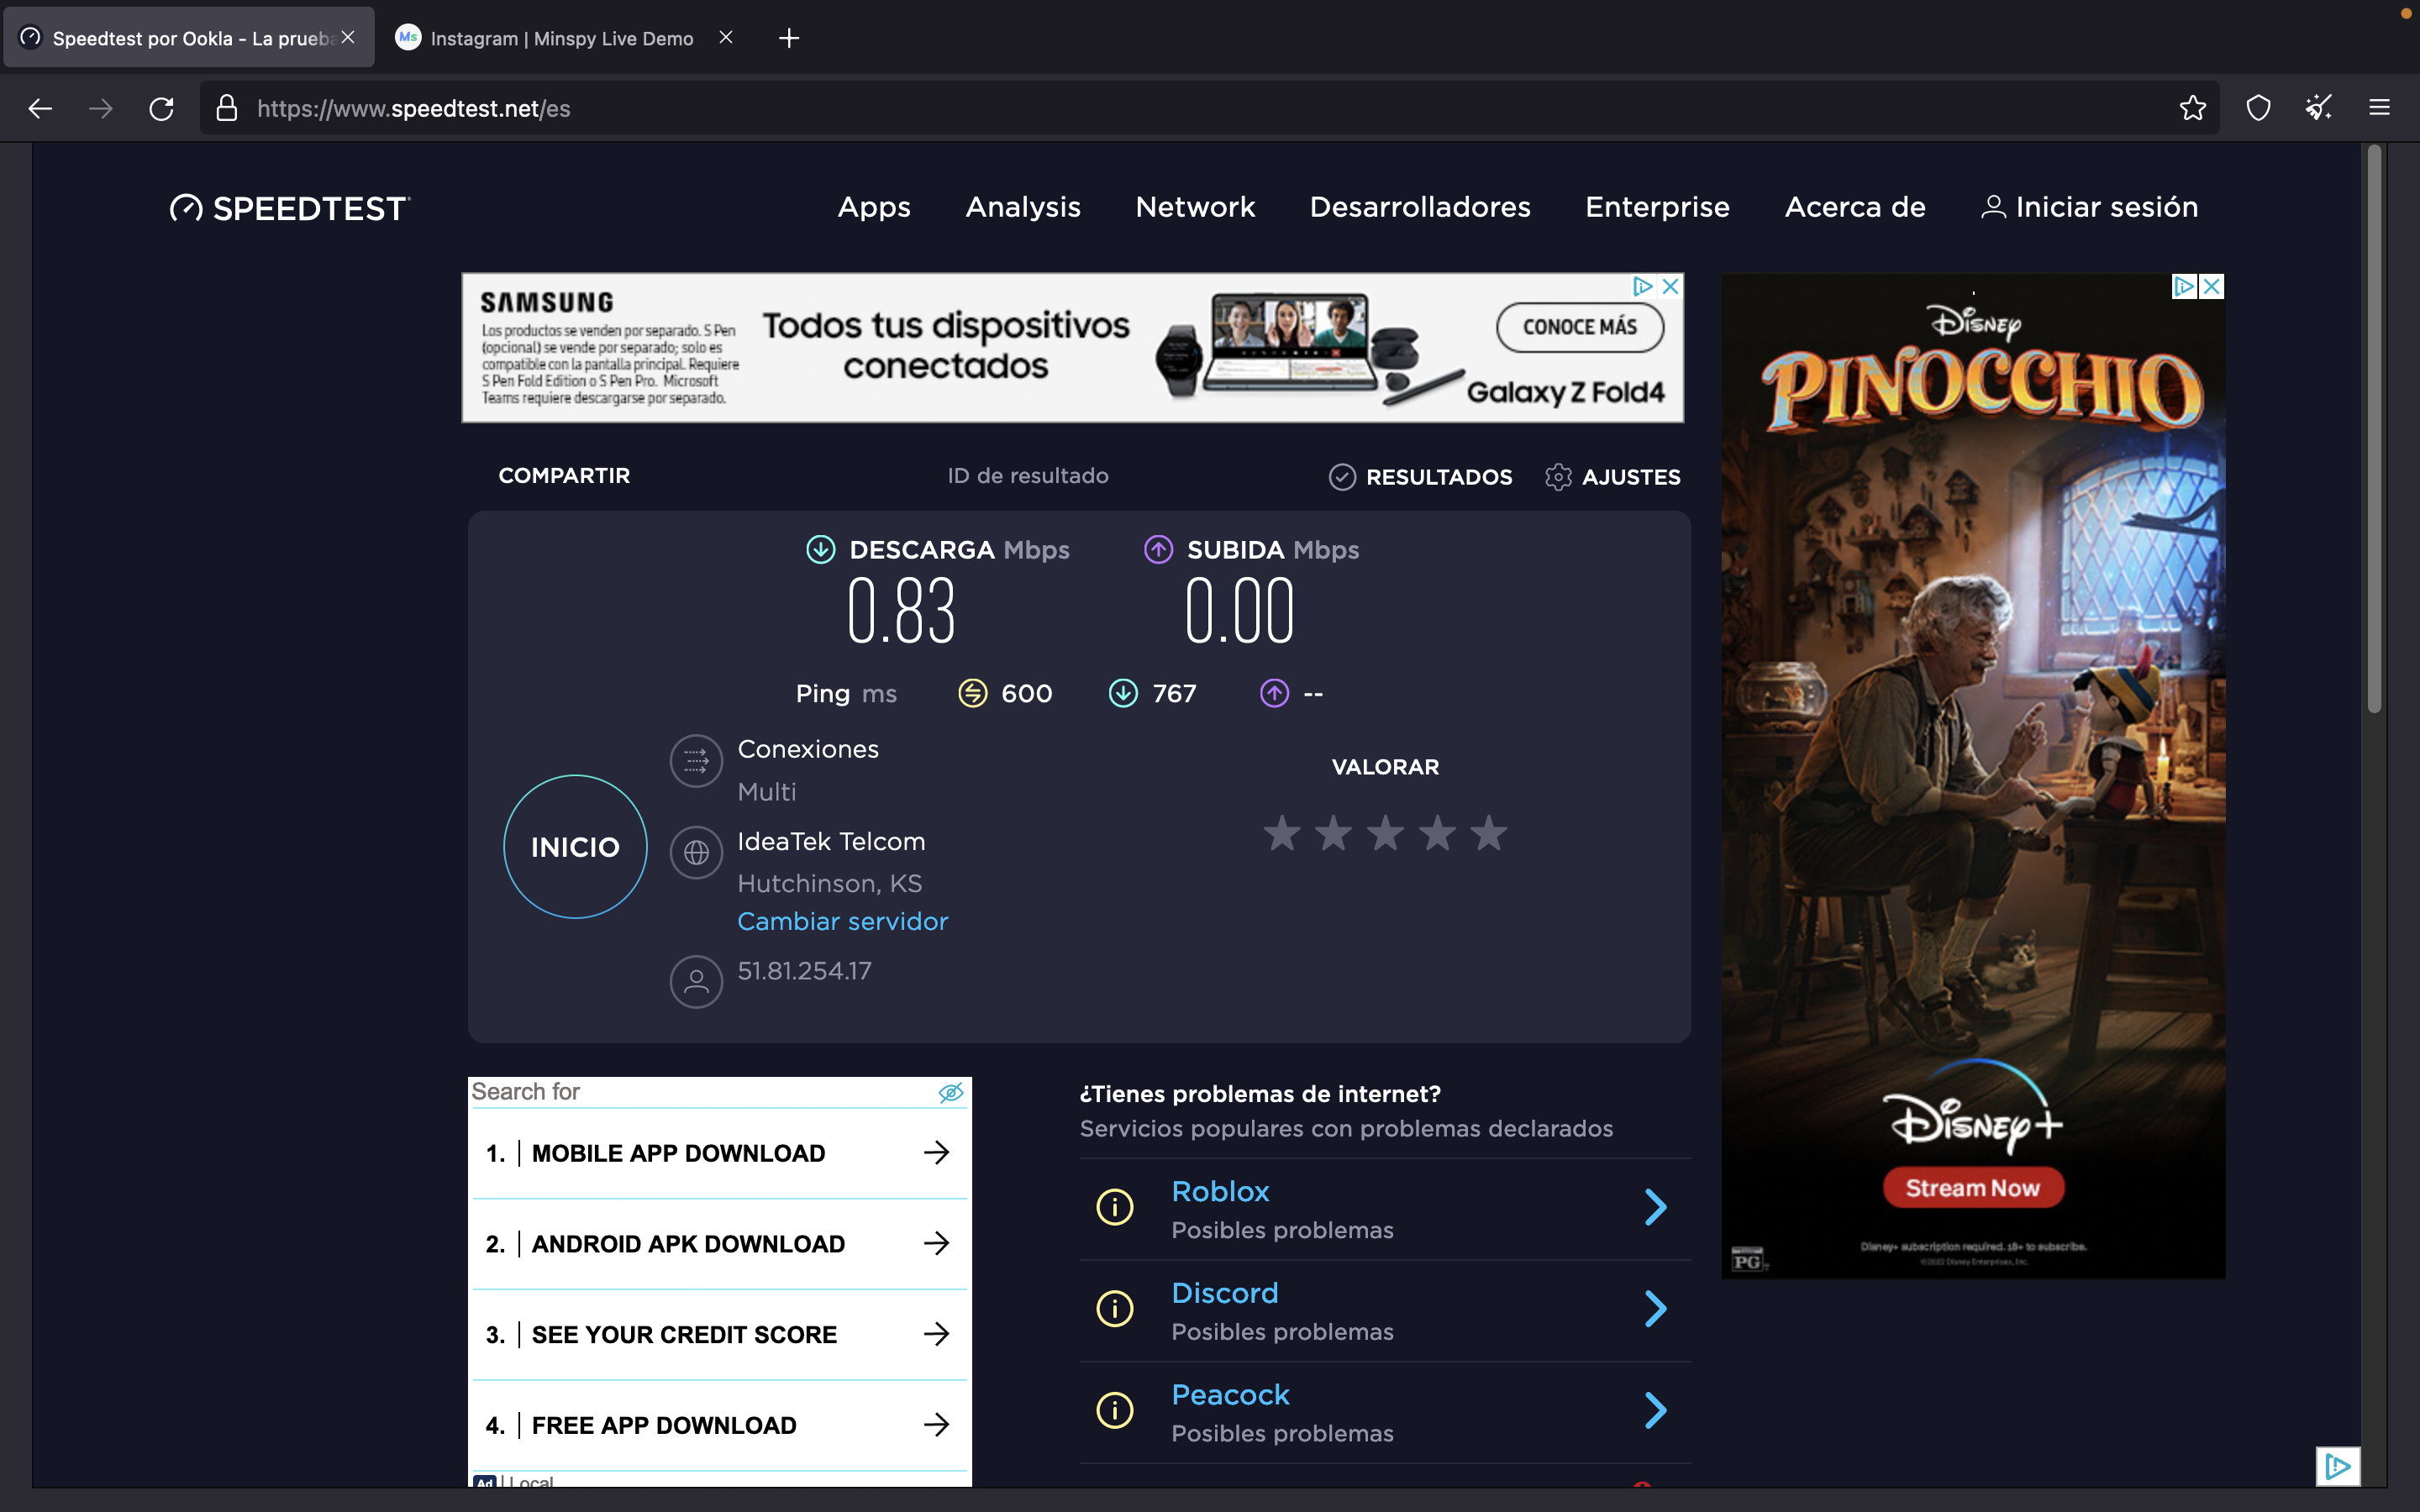 Speedtest por Ookla - La prueba
Ms Instagram | Minspy Live Demo
https://www.speedtest.net/es
SPEEDTEST
Apps Analysis Network Desarrolladores Enterprise Acerca de Iniciar sesión
SAMSUNG
Los productos se venden por separado. S Pen
(opcional) se vende por separado; solo es
compatible con la pantalla principal. Requiere
S Pen Fold Edition o S Pen Pro. Microsoft
Teams requiere descargarse por separado.
Todos tus dispositivos
conectados
CONOCE MÁS
Galaxy Z Fold4
Disney
PINOCCHIO
COMPARTIR
ID de resultado
RESULTADOS
AJUSTES
DESCARGA Mbps
0.83
SUBIDA Mbps
0.00
Ping ms 600 767 --
INICIO
Conexiones
Multi
IdeaTek Telcom
Hutchinson, KS
Cambiar servidor
51.81.254.17
VALORAR
Disney+
Stream Now
Disney+ subscription required. 18+ to subscribe.
©2022 Disney Enterprises, Inc.
PG
Search for
1. | MOBILE APP DOWNLOAD
2. | ANDROID APK DOWNLOAD
3. | SEE YOUR CREDIT SCORE
4. | FREE APP DOWNLOAD
Ad | Local
¿Tienes problemas de internet?
Servicios populares con problemas declarados
Roblox
Posibles problemas
Discord
Posibles problemas
Peacock
Posibles problemas